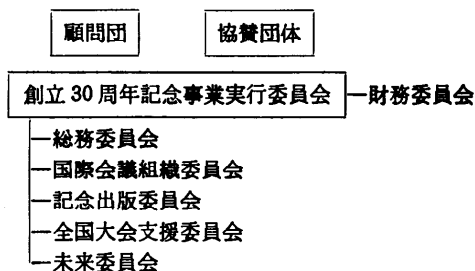 顧問団 協賛団体
創立30周年記念事業実行委員会 財務委員会
総務委員会
国際会議組織委員会
記念出版委員会
全国大会支援委員会
未来委員会